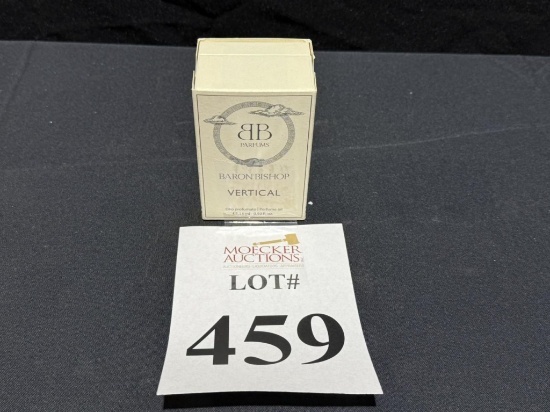 BB
PARFUMS
BARON BISHOP
VERTICAL
MOECKER
AUCTIONS
LOT#
459